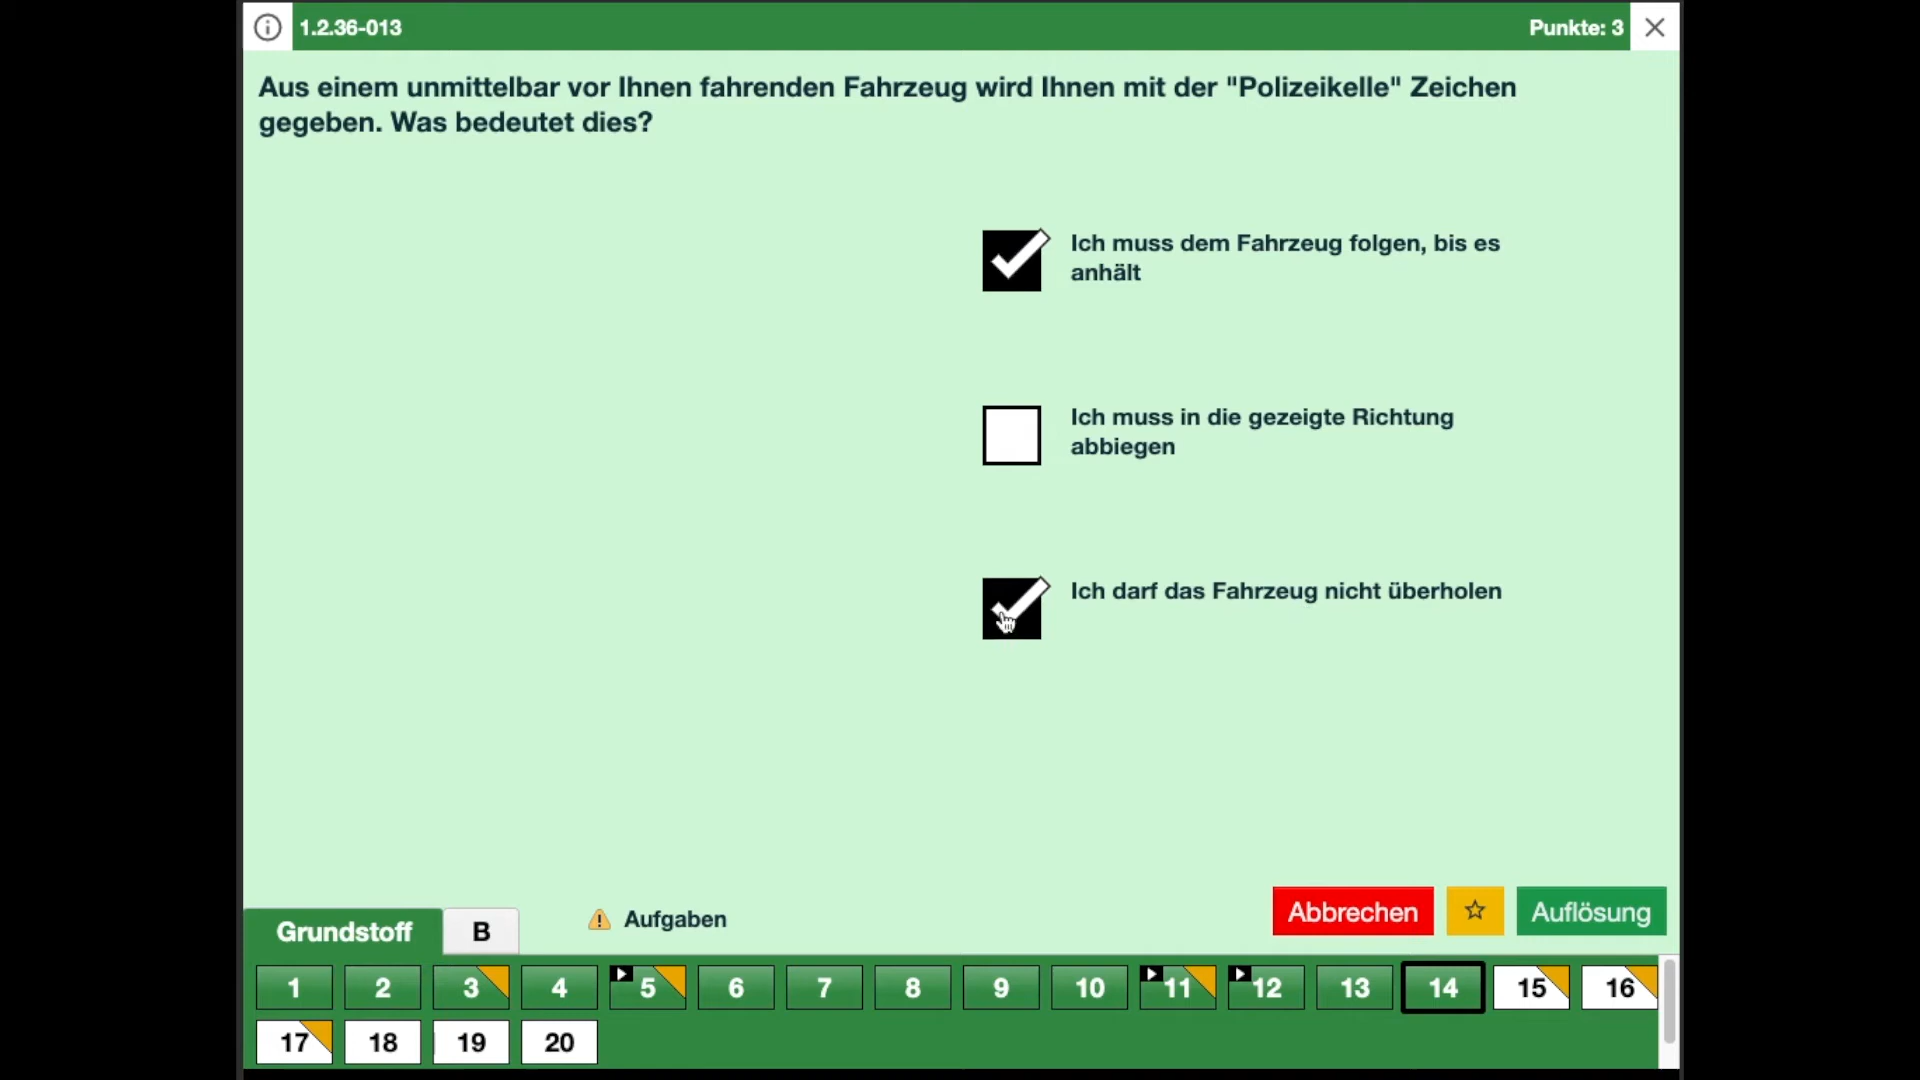 1.2.36-013
Punkte: 3
Aus einem unmittelbar vor Ihnen fahrenden Fahrzeug wird Ihnen mit der "Polizeikelle" Zeichen
gegeben. Was bedeutet dies?
Ich muss dem Fahrzeug folgen, bis es
anhält
Ich muss in die gezeigte Richtung
abbiegen
Ich darf das Fahrzeug nicht überholen
Grundstoff
B
Aufgaben
Abbrechen
Auflösung
1 2 3 4 5 6 7 8 9 10 11 12 13 14 15 16
17 18 19 20